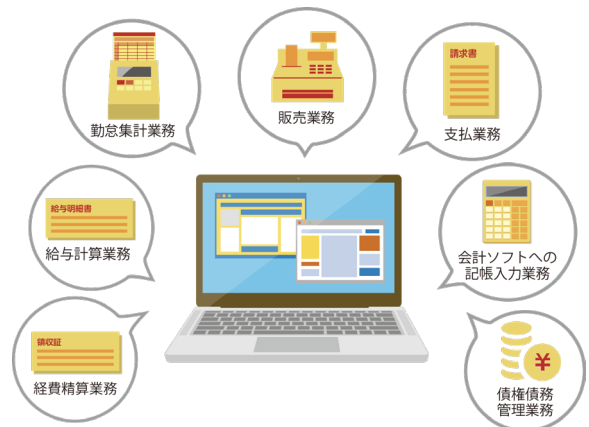 勤怠集計業務
販売業務
請求書
支払業務
給与明細書
給与計算業務
会計ソフトへの
記帳入力業務
領収証
経費精算業務
¥
債権債務
管理業務